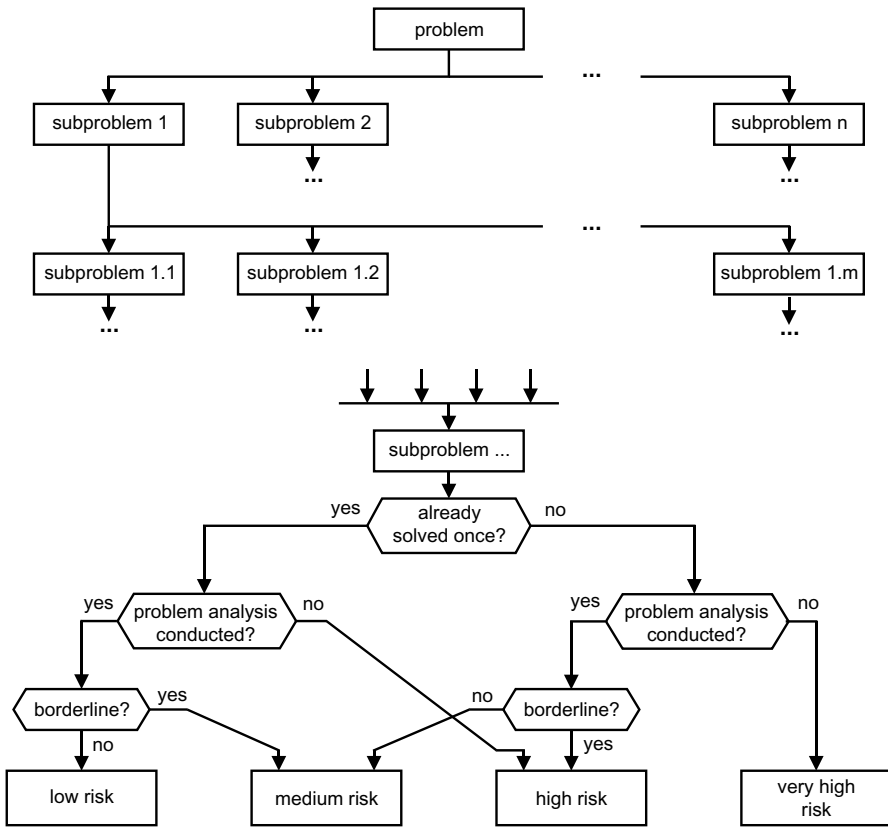 problem
...
subproblem 1
subproblem 2
subproblem n
...
...
...
subproblem 1.1
subproblem 1.2
subproblem 1.m
...
...
...
subproblem ...
yes
already
solved once?
no
yes
problem analysis
conducted?
no
yes
problem analysis
conducted?
no
borderline?
yes
no
borderline?
no
yes
low risk
medium risk
high risk
very high
risk